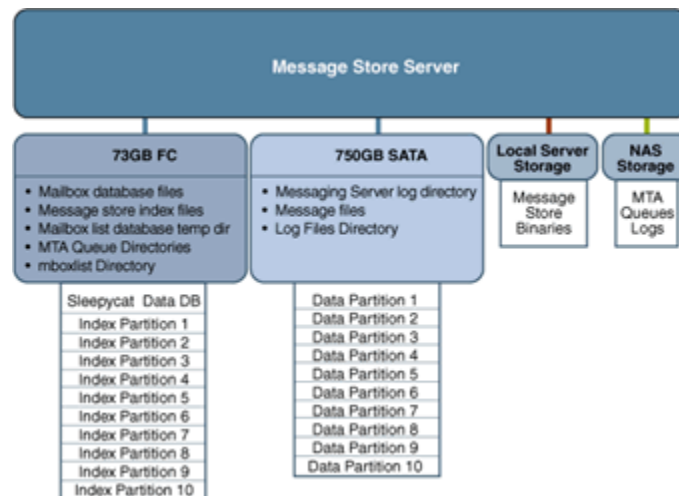 Message Store Server
73GB FC
• Mailbox database files
• Message store index files
• Mailbox list database temp dir
• MTA Queue Directories
• mboxlist Directory
Sleepycat Data DB
Index Partition 1
Index Partition 2
Index Partition 3
Index Partition 4
Index Partition 5
Index Partition 6
Index Partition 7
Index Partition 8
Index Partition 9
Index Partition 10
750GB SATA
• Messaging Server log directory
• Message files
• Log Files Directory
Data Partition 1
Data Partition 2
Data Partition 3
Data Partition 4
Data Partition 5
Data Partition 6
Data Partition 7
Data Partition 8
Data Partition 9
Data Partition 10
Local Server
Storage
Message
Store
Binaries
NAS
Storage
MTA
Queues
Logs